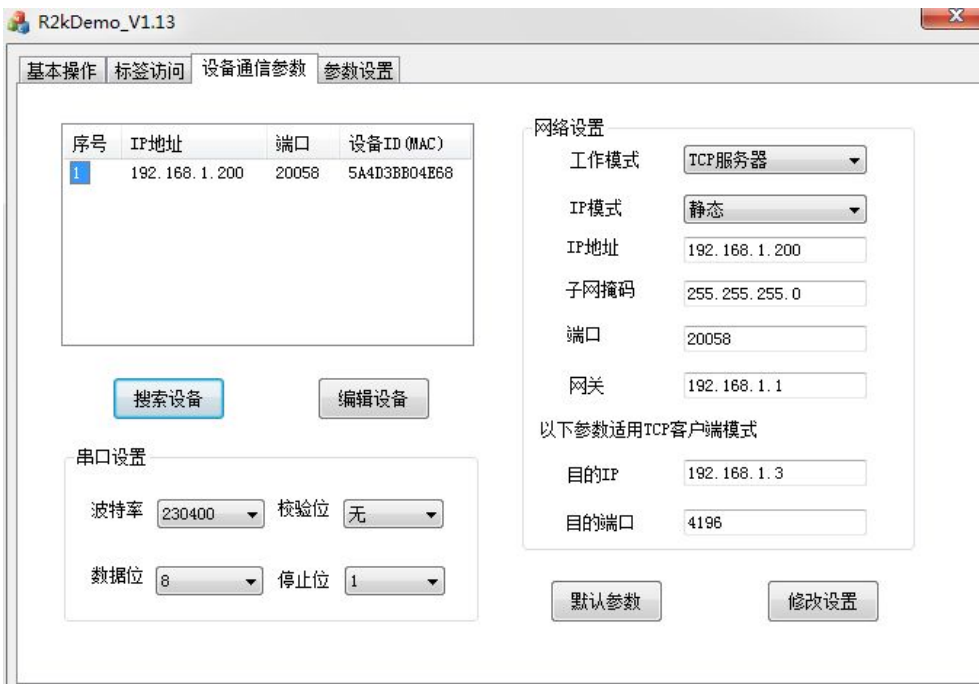 R2kDemo_V1.13
基本操作 标签访问 设备通信参数 参数设置
序号 IP地址 端口 设备ID(MAC)
1 192.168.1.200 20058 5A4D3BB04E68
搜索设备 编辑设备
串口设置
波特率 230400 校验位 无
数据位 8 停止位 1
网络设置
工作模式 TCP服务器
IP模式 静态
IP地址 192.168.1.200
子网掩码 255.255.255.0
端口 20058
网关 192.168.1.1
以下参数适用TCP客户端模式
目的IP 192.168.1.3
目的端口 4196
默认参数 修改设置